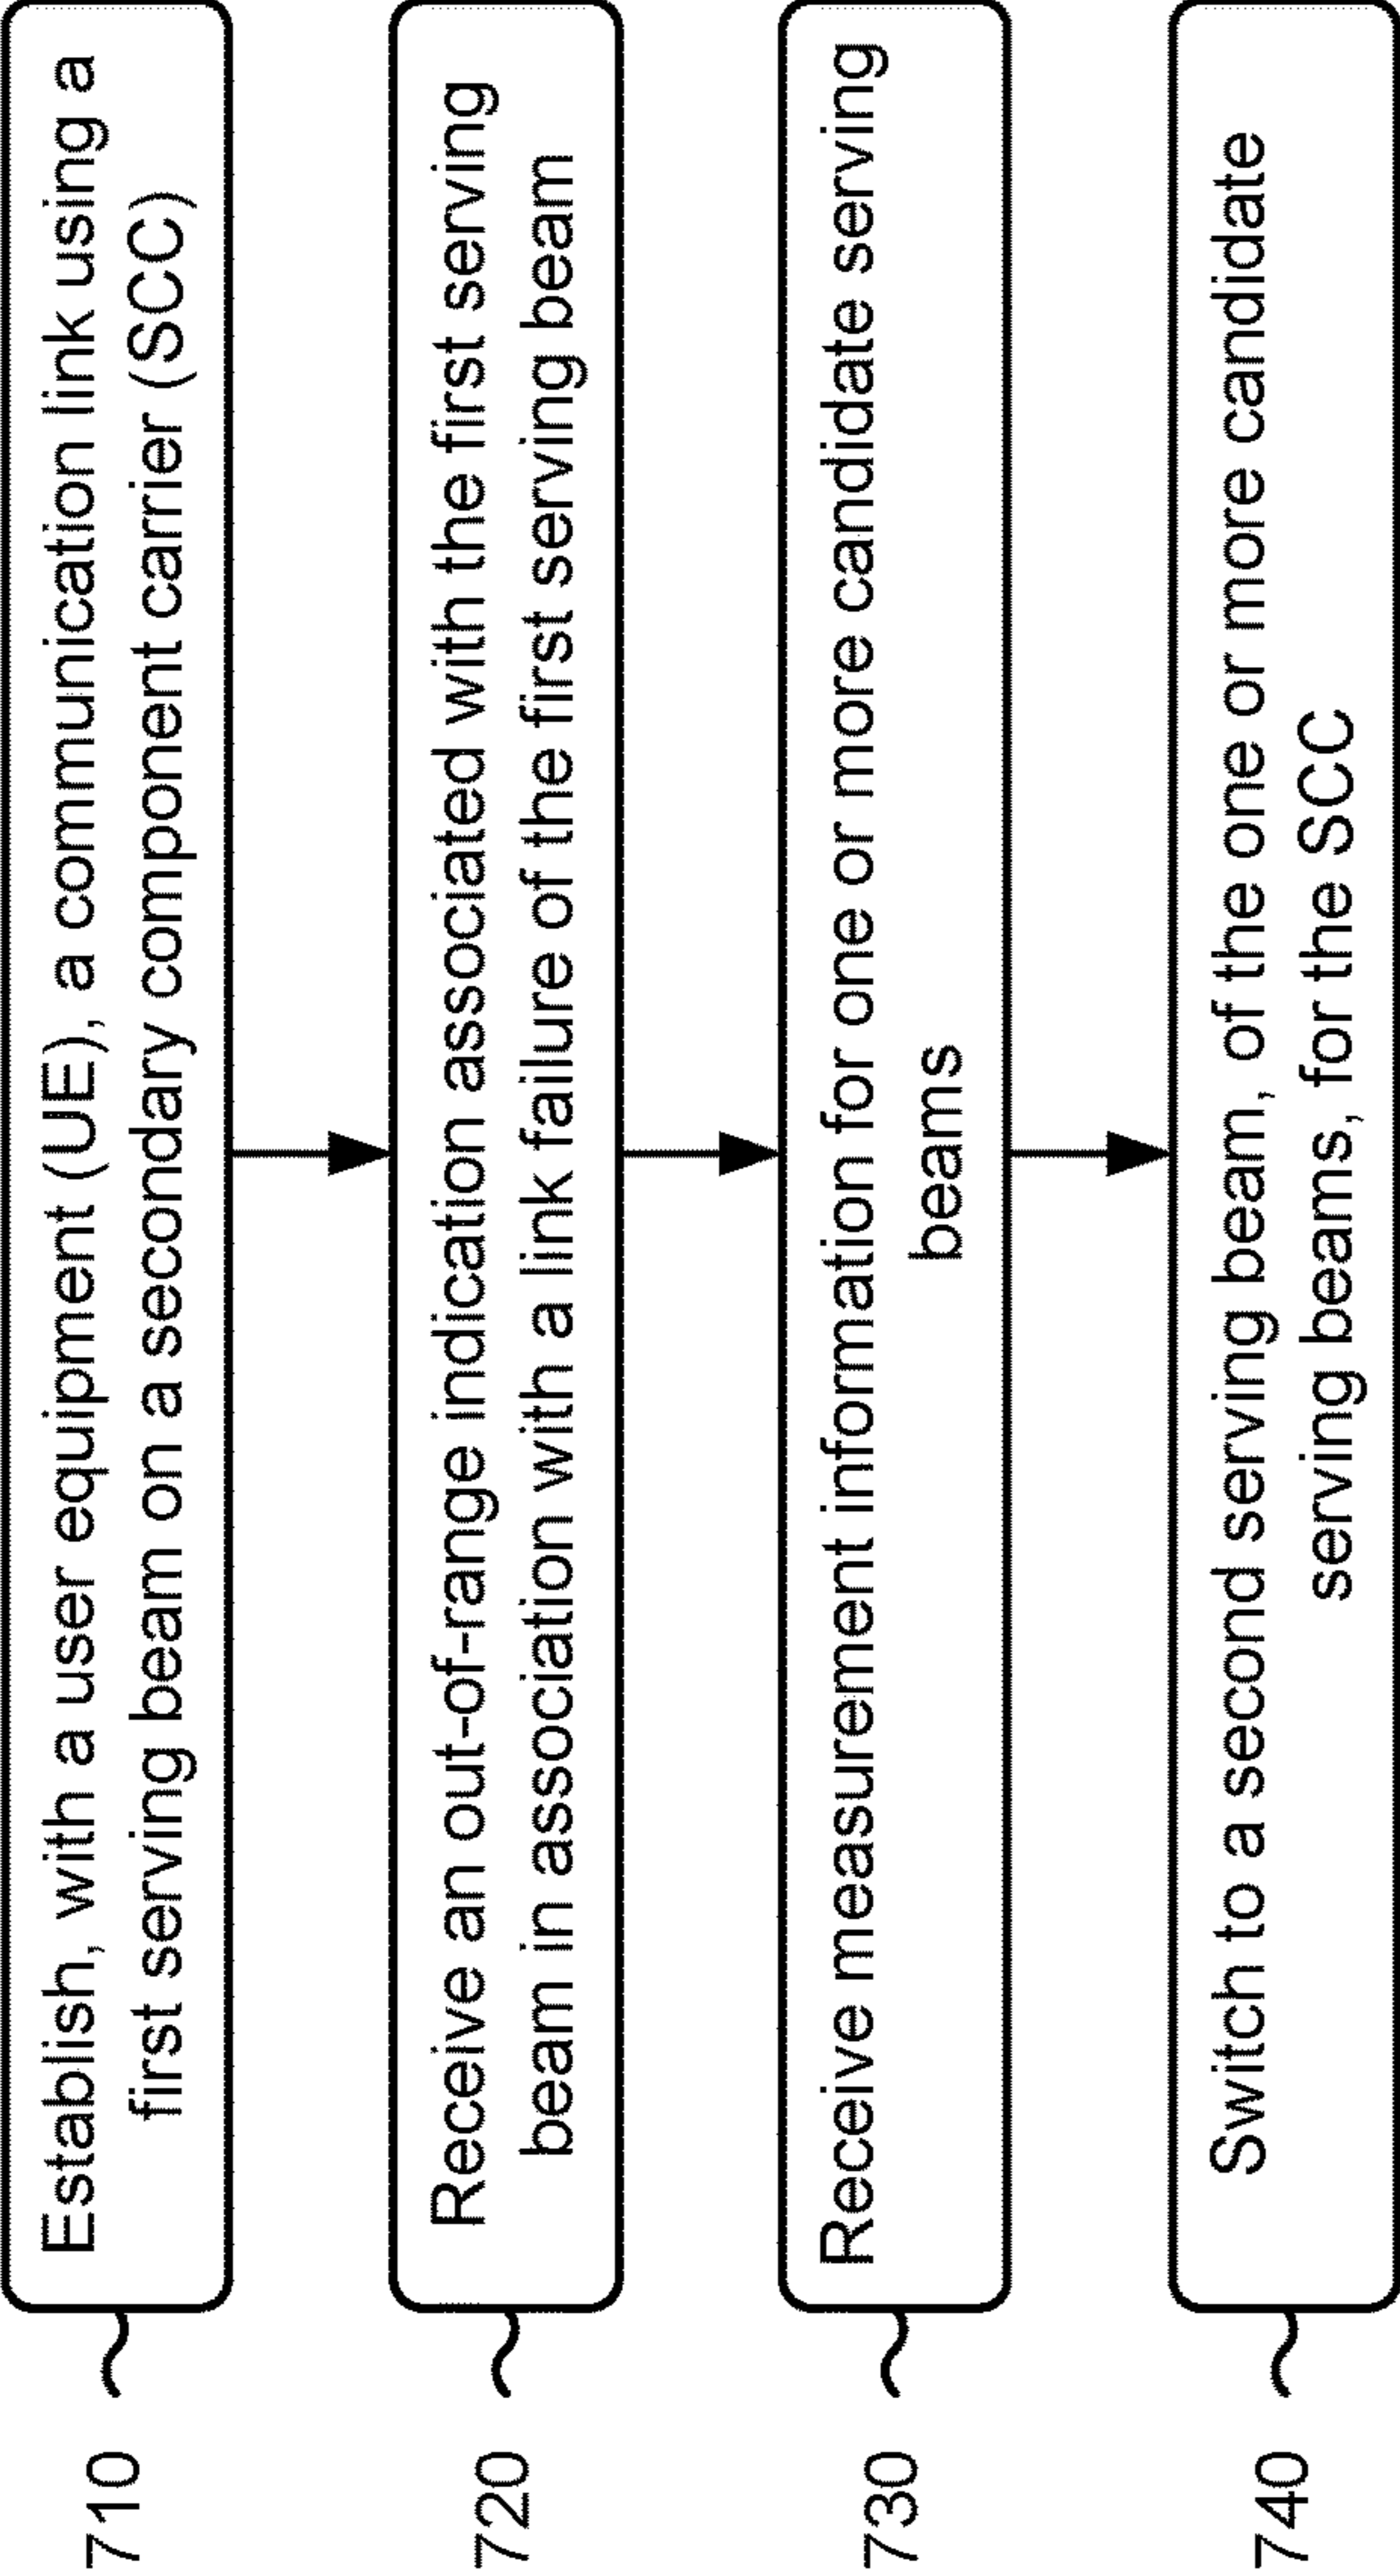 710
Establish, with a user equipment (UE), a communication link using a
first serving beam on a secondary component carrier (SCC)
720
Receive an out-of-range indication associated with the first serving
beam in association with a link failure of the first serving beam
730
Receive measurement information for one or more candidate serving
beams
740
Switch to a second serving beam, of the one or more candidate
serving beams, for the SCC